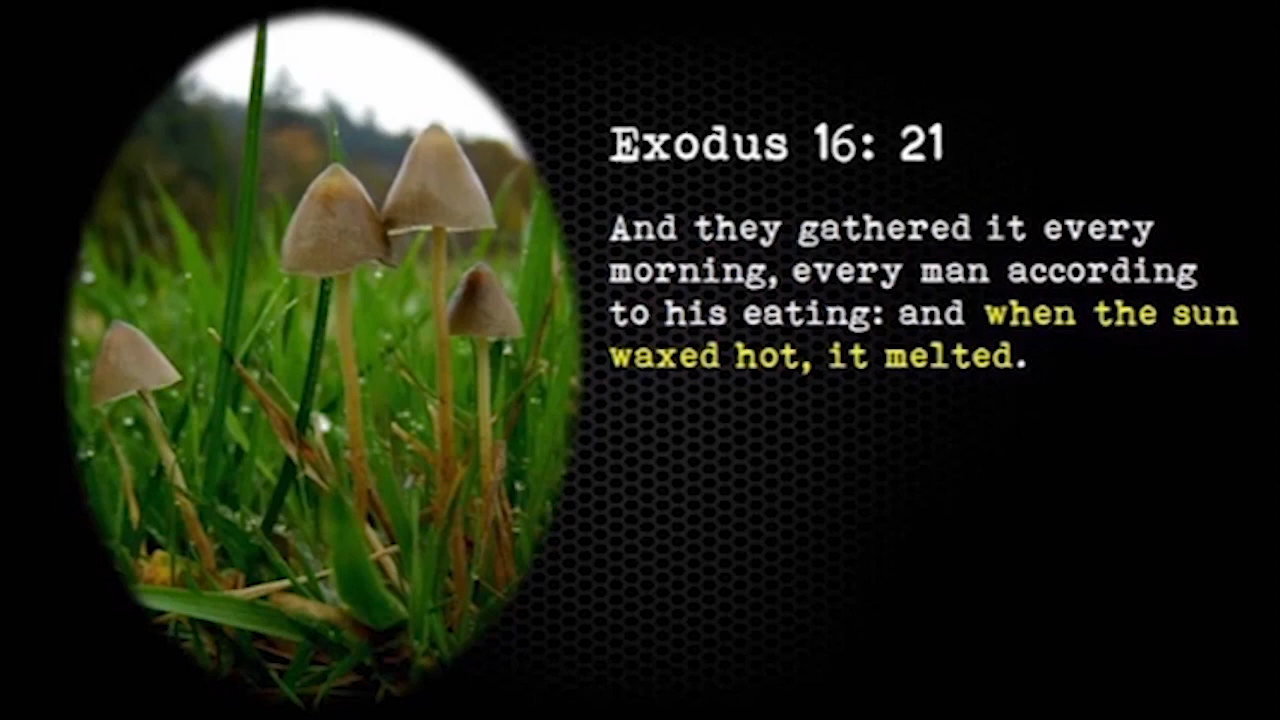 Exodus 16: 21
And they gathered it every
morning, every man according
to his eating: and when the sun
waxed hot, it melted.